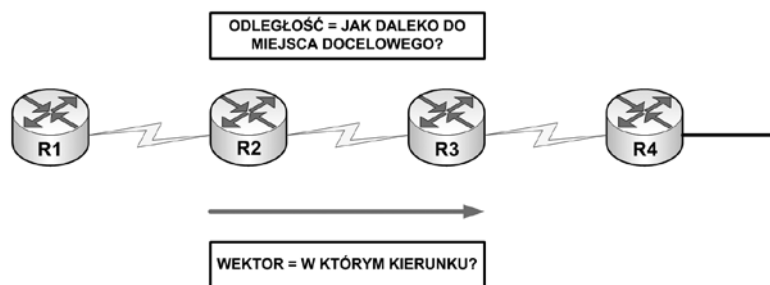 ODLEGŁOŚĆ = JAK DALEKO DO
MIEJSCA DOCELOWEGO?
R1
R2
R3
R4
WEKTOR = W KTÓRYM KIERUNKU?